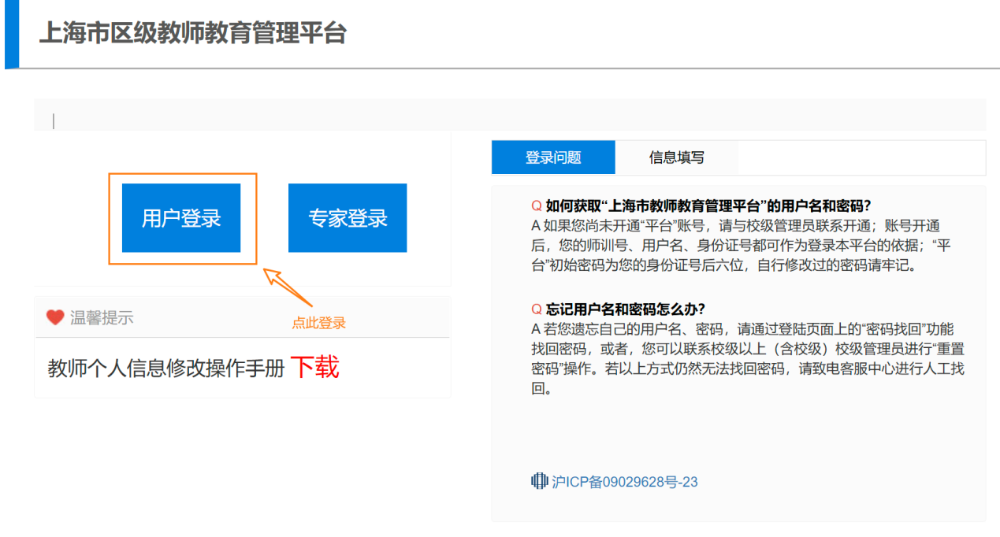 上海市区级教师教育管理平台
用户登录
专家登录
点此登录
温馨提示
教师个人信息修改操作手册 下载
登录问题
信息填写
Q 如何获取“上海市教师教育管理平台”的用户名和密码?
A 如果您尚未开通“平台”账号，请与校级管理员联系开通；账号开通
后，您的师训号、用户名、身份证号都可作为登录本平台的依据；“平
台”初始密码为您的身份证号后六位，自行修改过的密码请牢记。
Q 忘记用户名和密码怎么办?
A 若您遗忘自己的用户名、密码，请通过登陆页面上的“密码找回”功能
找回密码，或者，您可以联系校级以上（含校级）校级管理员进行“重置
密码”操作。若以上方式仍然无法找回密码，请致电客服中心进行人工找
回。
沪ICP备09029628号-23